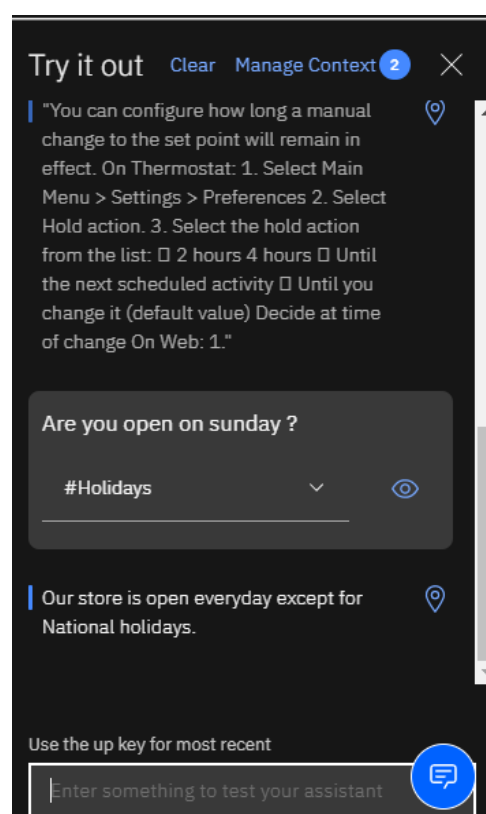 Try it out Clear Manage Context 2
"You can configure how long a manual
change to the set point will remain in
effect. On Thermostat: 1. Select Main
Menu > Settings > Preferences 2. Select
Hold action. 3. Select the hold action
from the list: 🞎 2 hours 4 hours 🞎 Until
the next scheduled activity 🞎 Until you
change it (default value) Decide at time
of change On Web: 1."
Are you open on sunday ?
#Holidays
Our store is open everyday except for
National holidays.
Use the up key for most recent
Enter something to test your assistant